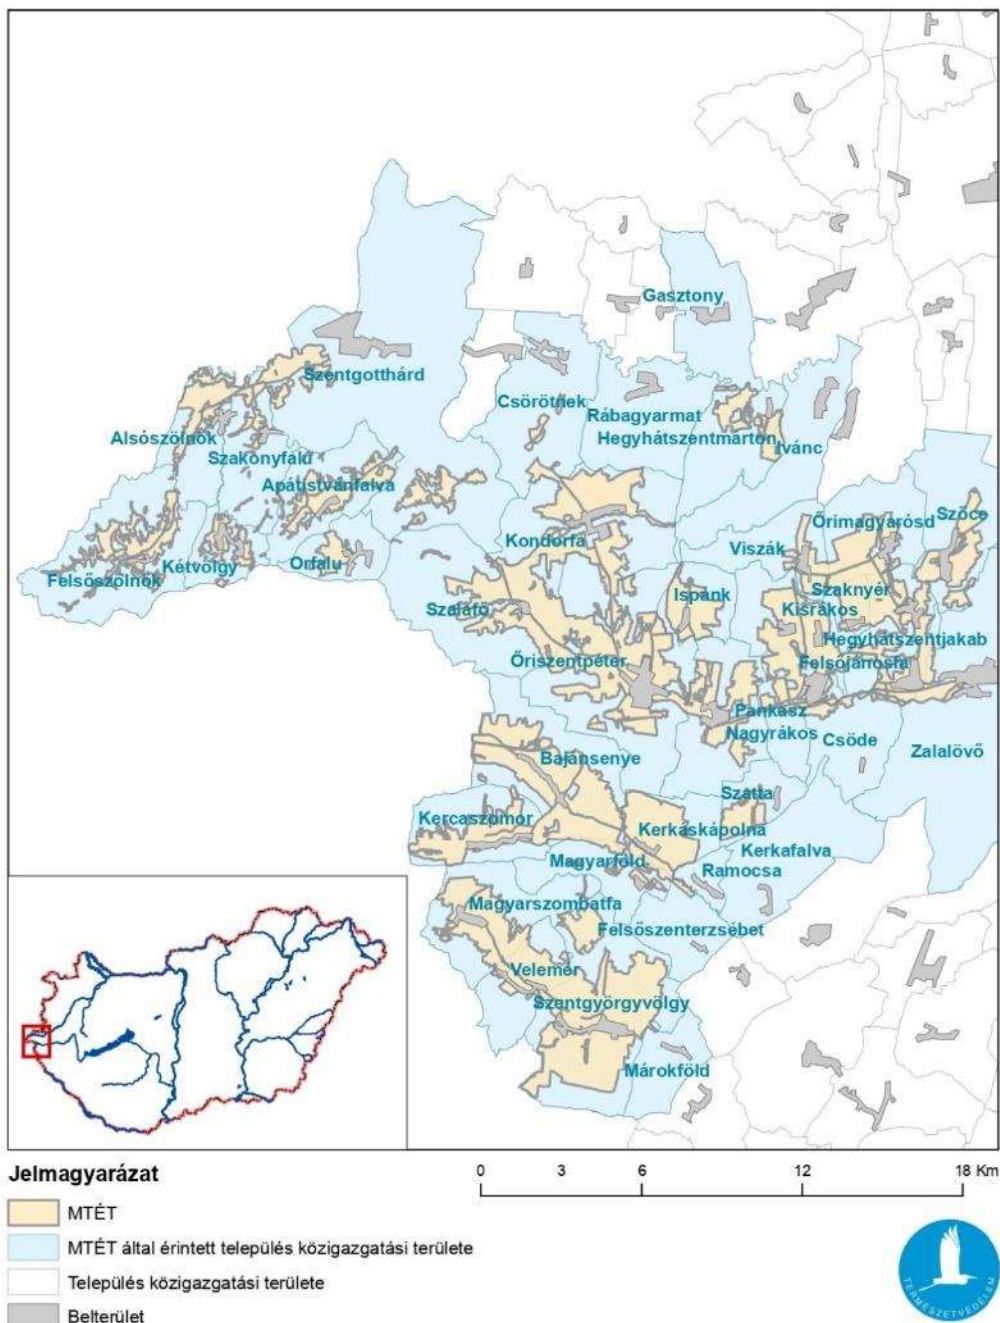 Gasztony
Szentgotthárd
Csörötnek
Rábagyarmat
Alsószölnök
Hegyhátszentmárton
Ivánc
Szakonyfalu
Apátistvánfalva
Őrimagyarósd
Szőce
Kondorfa
Viszák
Kétvölgy
Orfalu
Felsőszölnök
Ispánk
Szaknyér
Szalafő
Kisrákos
Hegyhátszentjakab
Őriszentpéter
Felsőjánosfa
Pankasz
Nagyrákos
Csöde
Zalalövő
Bajánsenye
Szatta
Kercaszomor
Kerkáskápolna
Kerkafalva
Magyarföld
Ramocsa
Magyarszombatfa
Felsőszenterzsébet
Velemér
Szentgyörgyvölgy
Márokföld
Jelmagyarázat
0 3 6 12 18 Km
MTÉT
MTÉT által érintett település közigazgatási területe
Település közigazgatási területe
Belterület
TERMÉSZETVÉDELEM